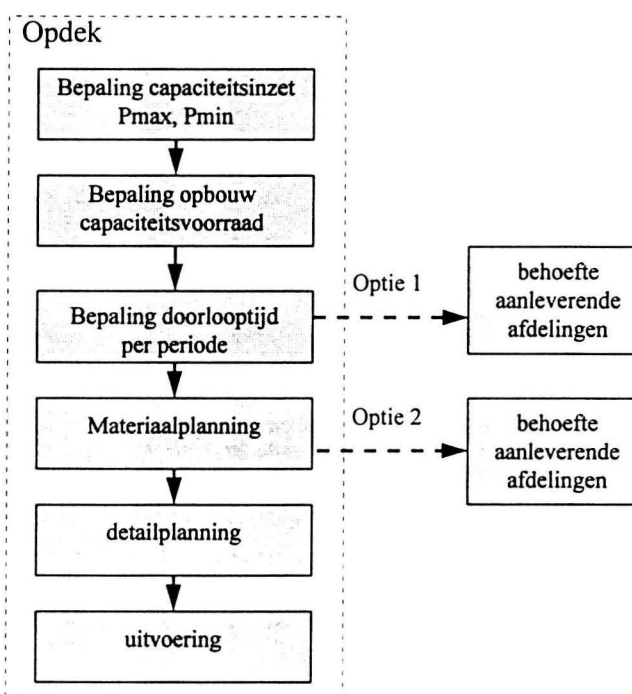 Opdek
Bepaling capaciteitsinzet
Pmax, Pmin
Bepaling opbouw
capaciteitsvoorraad
Bepaling doorlooptijd
per periode
Optie 1
behoefte
aanleverende
afdelingen
Materiaalplanning
Optie 2
behoefte
aanleverende
afdelingen
detailplanning
uitvoering